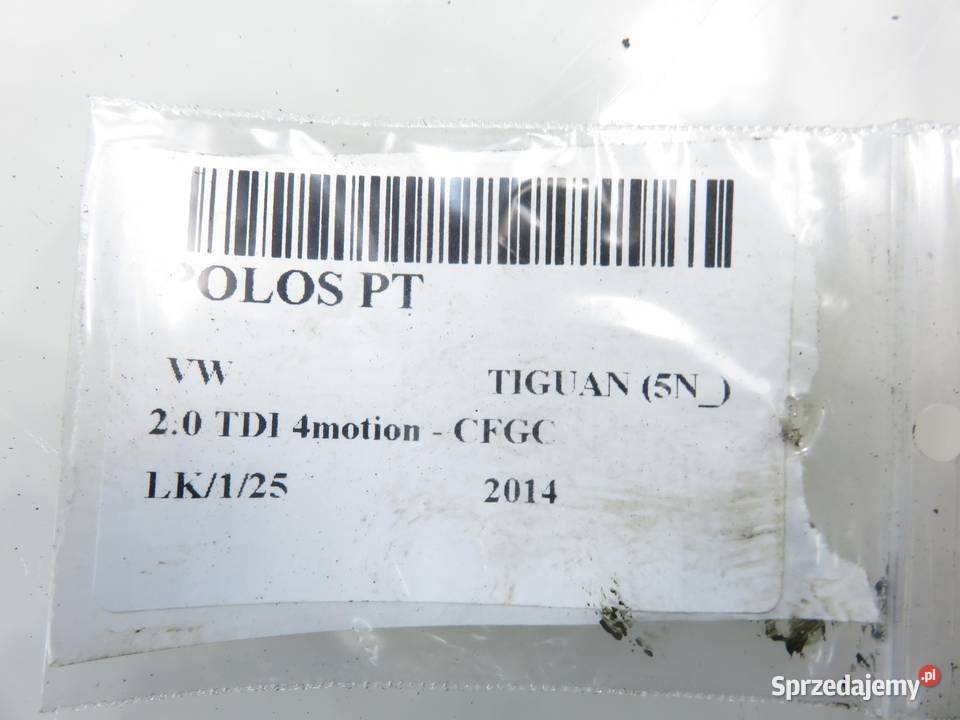 POLOS PT
VW TIGUAN (5N_)
2.0 TDI 4motion - CFGC
LK/1/25 2014
Sprzedajemy.pl